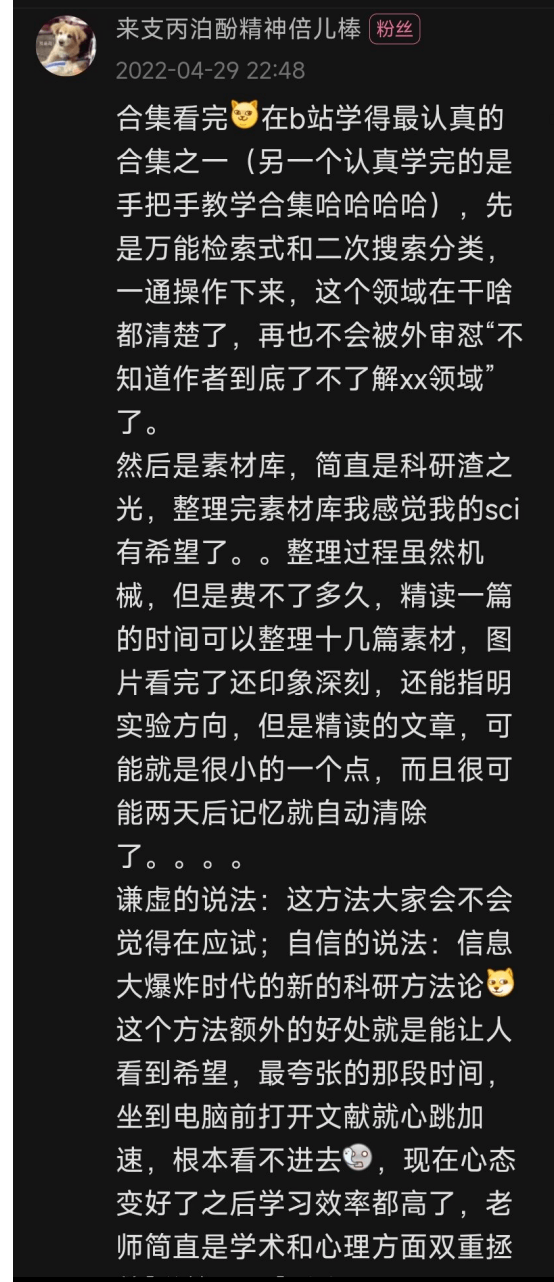 来支丙泊酚精神倍儿棒 粉丝
2022-04-29 22:48
合集看完在b站学得最认真的
合集之一（另一个认真学完的是
手把手教学合集哈哈哈哈），先
是万能检索式和二次搜索分类，
一通操作下来，这个领域在干啥
都清楚了，再也不会被外审怼“不
知道作者到底了不了解xx领域”
了。
然后是素材库，简直是科研渣之
光，整理完素材库我感觉我的sci
有希望了。。整理过程虽然机
械，但是费不了多久，精读一篇
的时间可以整理十几篇素材，图
片看完了还印象深刻，还能指明
实验方向，但是精读的文章，可
能就是很小的一个点，而且很可
能两天后记忆就自动清除
了。。。。
谦虚的说法：这方法大家会不会
觉得在应试；自信的说法：信息
大爆炸时代的新的科研方法论
这个方法额外的好处就是能让人
看到希望，最夸张的那段时间，
坐到电脑前打开文献就心跳加
速，根本看不进去，现在心态
变好了之后学习效率都高了，老
师简直是学术和心理方面双重拯